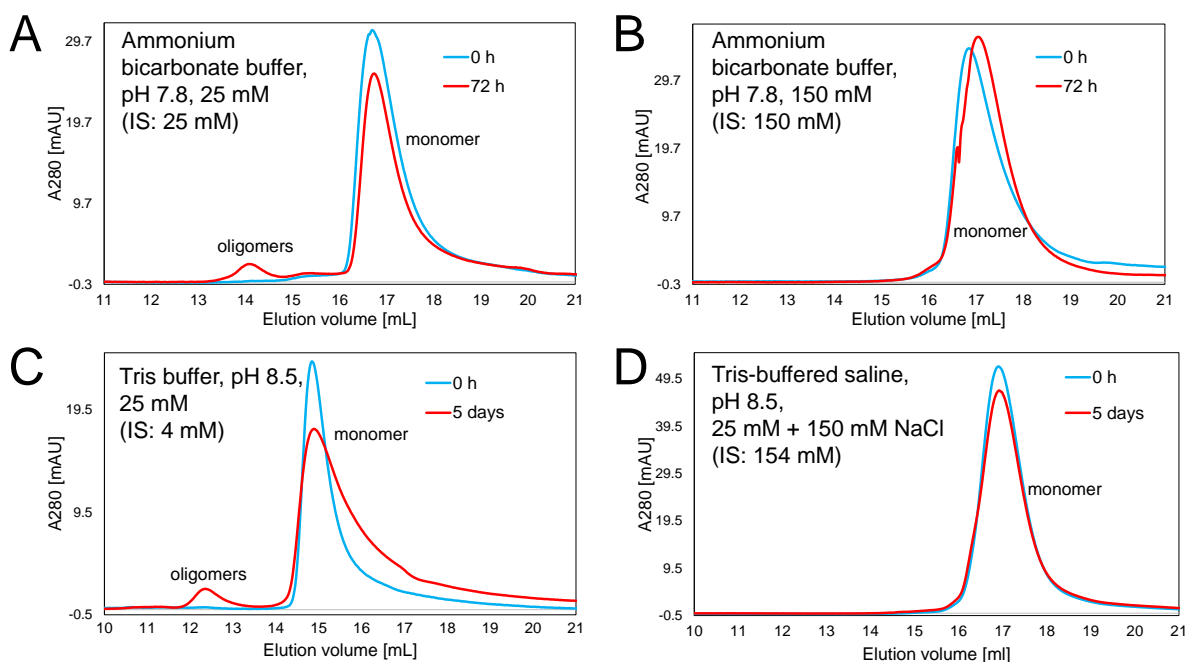 A
Ammonium
bicarbonate buffer,
pH 7.8, 25 mM
(IS: 25 mM)
0 h
72 h
monomer
oligomers
A280 [mAU]
29.7
19.7
9.7
-0.3
11 12 13 14 15 16 17 18 19 20 21
Elution volume [mL]
B
Ammonium
bicarbonate buffer,
pH 7.8, 150 mM
(IS: 150 mM)
0 h
72 h
monomer
A280 [mAU]
29.7
19.7
9.7
-0.3
11 12 13 14 15 16 17 18 19 20 21
Elution volume [mL]
C
Tris buffer, pH 8.5,
25 mM
(IS: 4 mM)
0 h
5 days
monomer
oligomers
A280 [mAU]
19.5
9.5
-0.5
10 11 12 13 14 15 16 17 18 19 20 21
Elution volume [mL]
D
Tris-buffered saline,
pH 8.5,
25 mM + 150 mM NaCl
(IS: 154 mM)
0 h
5 days
monomer
A280 [mAU]
49.5
39.5
29.5
19.5
9.5
-0.5
10 11 12 13 14 15 16 17 18 19 20 21
Elution volume [ml]